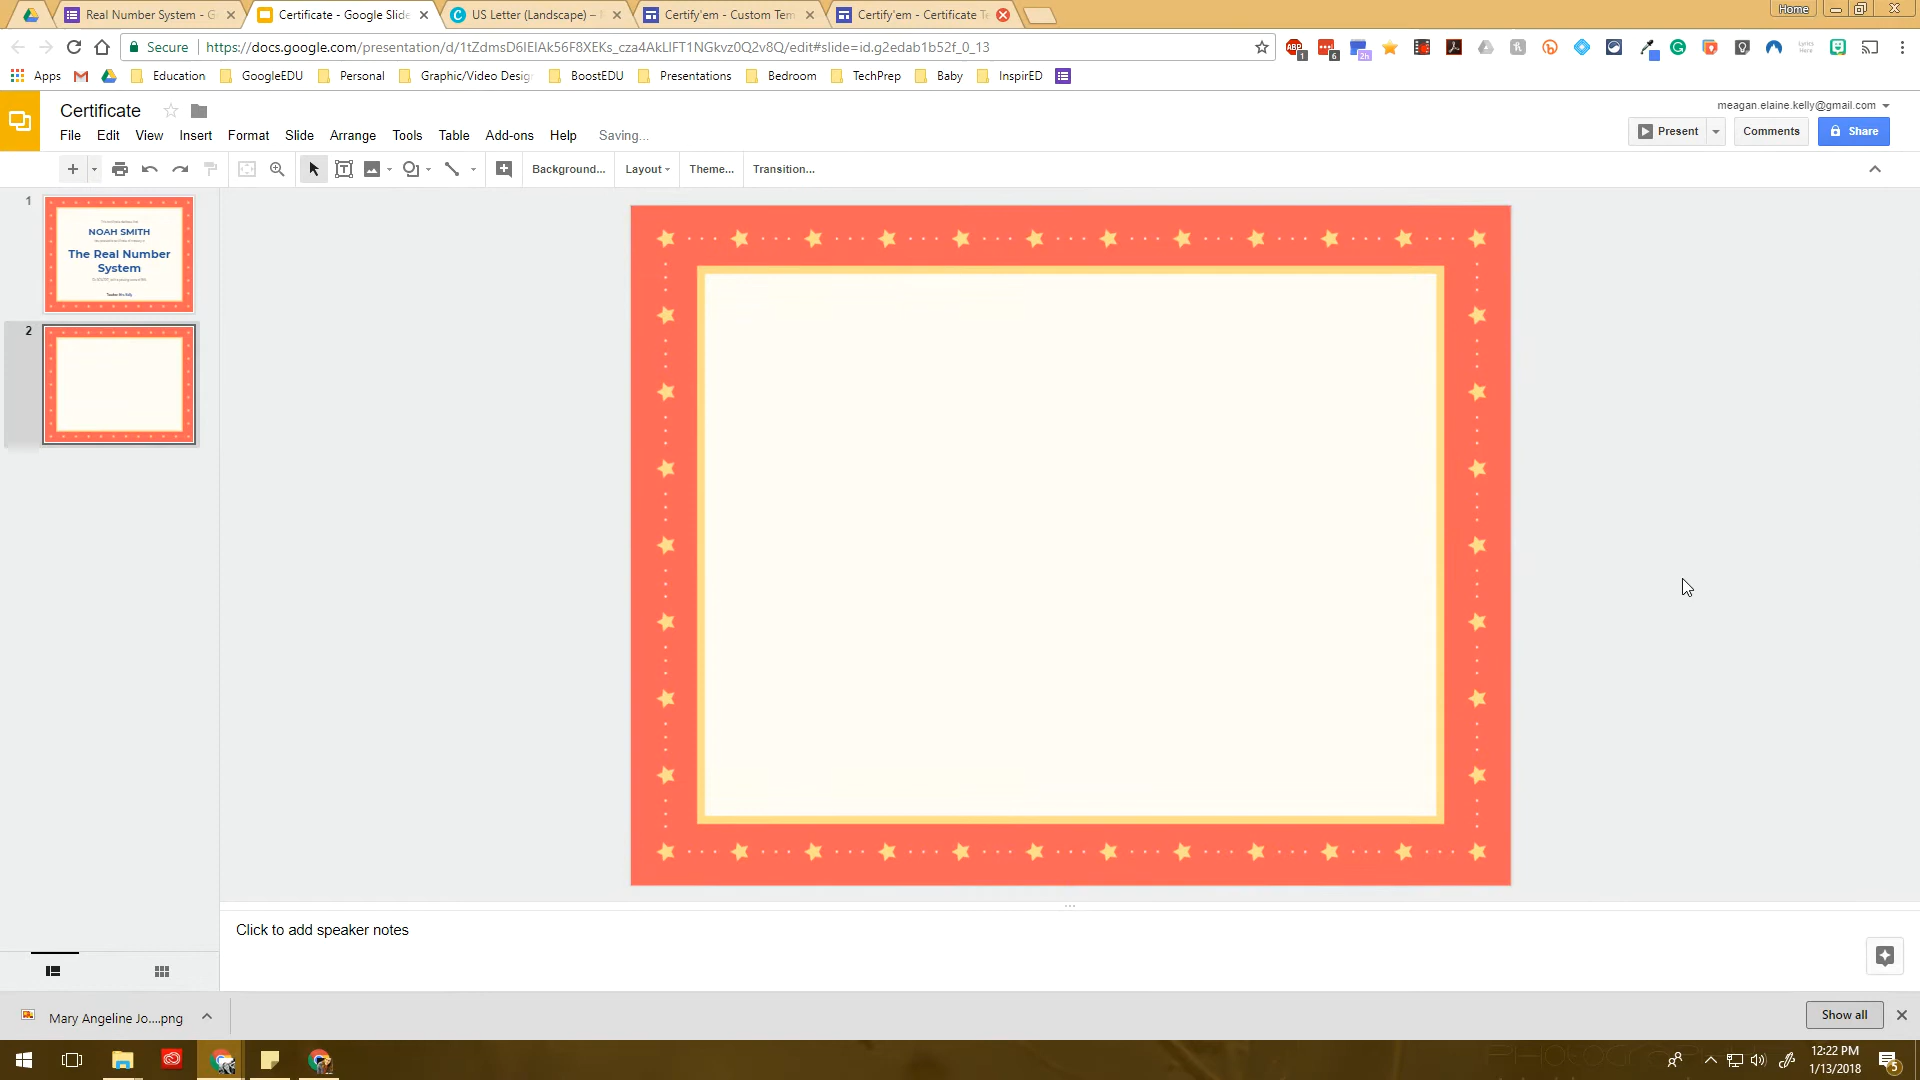 Real Number System - G
Certificate - Google Slide
US Letter (Landscape) –
Certify'em - Custom Tem
Certify'em - Certificate Te
Home
Secure
https://docs.google.com/presentation/d/1tZdmsD6IEIAk56F8XEKs_cza4AkLIFT1NGkvz0Q2v8Q/edit#slide=id.g2edab1b52f_0_13
Apps
Education
GoogleEDU
Personal
Graphic/Video Desig
BoostEDU
Presentations
Bedroom
TechPrep
Baby
InspirED
Certificate
meagan.elaine.kelly@gmail.com
File Edit View Insert Format Slide Arrange Tools Table Add-ons Help Saving...
Present
Comments
Share
Background...
Layout
Theme...
Transition...
1
NOAH SMITH
The Real Number
System
2
Click to add speaker notes
Mary Angeline Jo....png
Show all
12:22 PM
1/13/2018
5